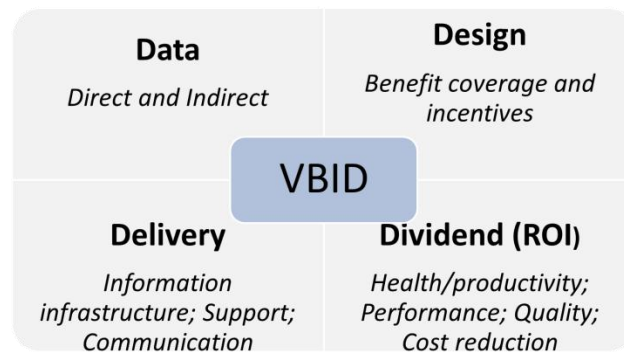 Data
Direct and Indirect
Design
Benefit coverage and
incentives
VBID
Delivery
Information
infrastructure; Support;
Communication
Dividend (ROI)
Health/productivity;
Performance; Quality;
Cost reduction